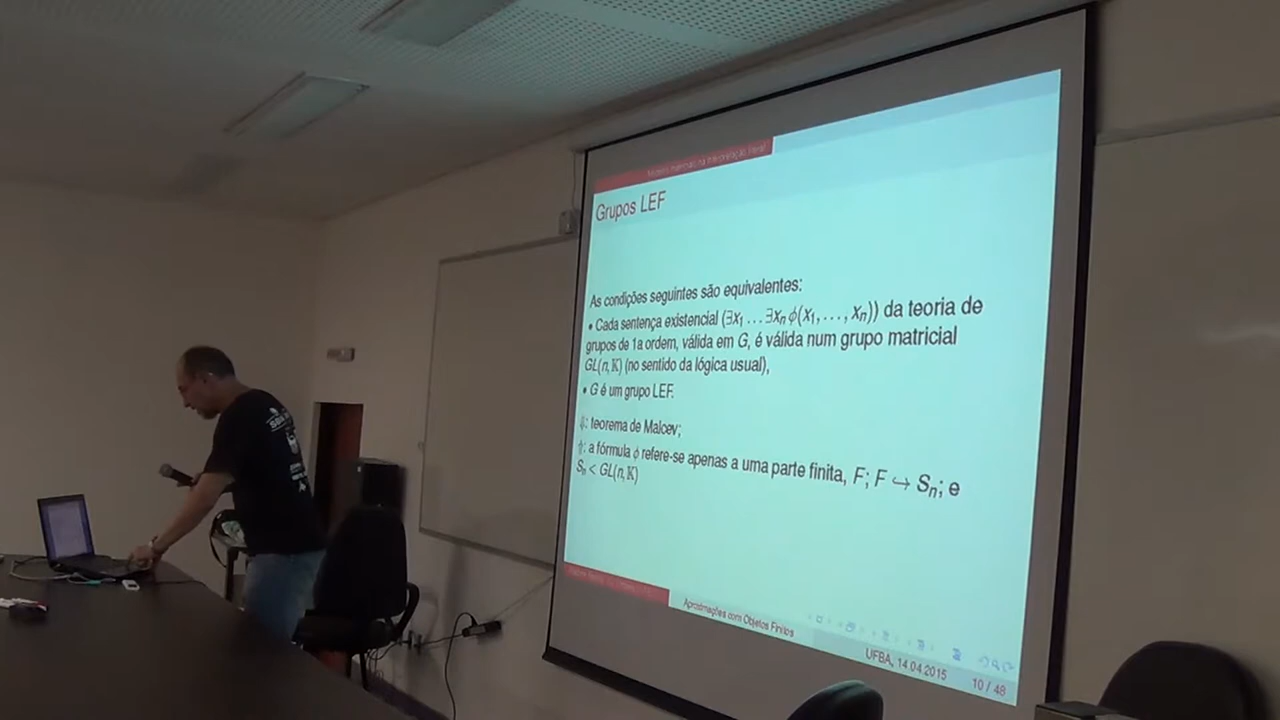 Grupos LEF
As condições seguintes são equivalentes:
• Cada sentença existencial (∃x₁ … ∃xₙ ϕ(x₁, …, xₙ)) da teoria de
grupos de 1a ordem, válida em G, é válida num grupo matricial
GL(n, 𝕂) (no sentido da lógica usual),
• G é um grupo LEF.
⇓: teorema de Malcev;
⇑: a fórmula ϕ refere-se apenas a uma parte finita, F; F ↪ Sₙ; e
Sₙ < GL(n, 𝕂)
Aproximações com Objetos Finitos
UFBA, 14 04 2015 10 / 48